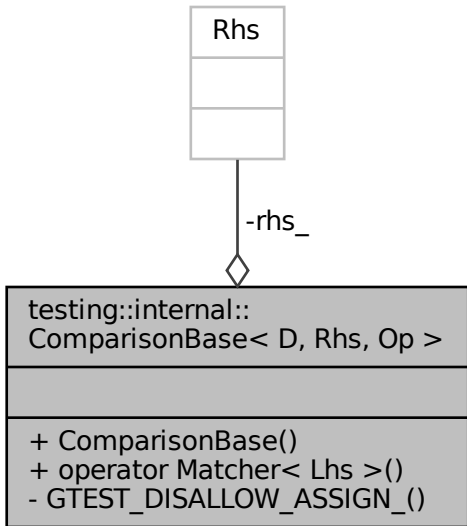 Rhs
-rhs_
testing::internal::
ComparisonBase< D, Rhs, Op >
+ ComparisonBase()
+ operator Matcher< Lhs >()
- GTEST_DISALLOW_ASSIGN_()